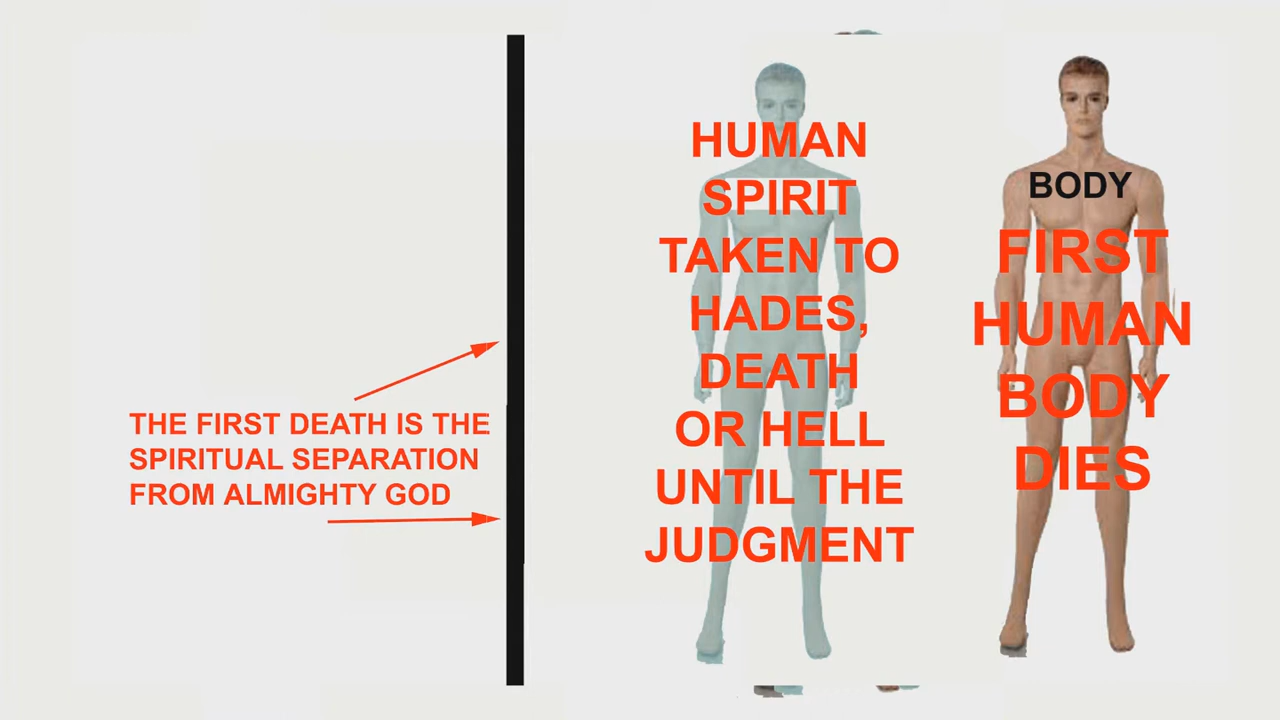 THE FIRST DEATH IS THE
SPIRITUAL SEPARATION
FROM ALMIGHTY GOD
HUMAN
SPIRIT
TAKEN TO
HADES,
DEATH
OR HELL
UNTIL THE
JUDGMENT
BODY
FIRST
HUMAN
BODY
DIES